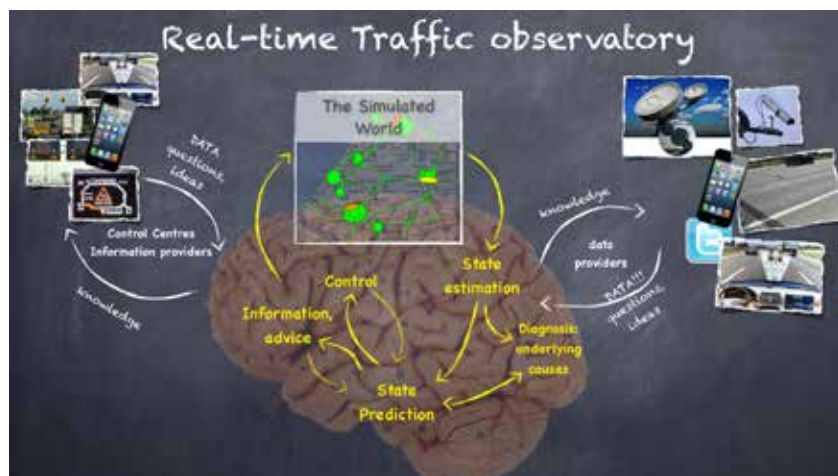 Real-time Traffic observatory
The Simulated
World
DATA
questions,
ideas
Control Centres
Information providers
knowledge
Control
Information,
advice
State
estimation
Diagnosis:
underlying
causes
State
Prediction
knowledge
data
providers
DATA!!!
questions,
ideas